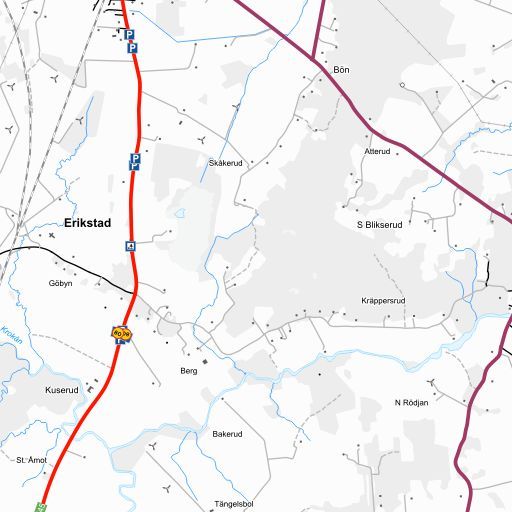 P
P
Bön
Atterud
P
P
Skåkerud
Erikstad
S Blikserud
Göbyn
Kräppersrud
Kuserud
Berg
N Rödjan
Bakerud
St. Åmot
Tängelsbol